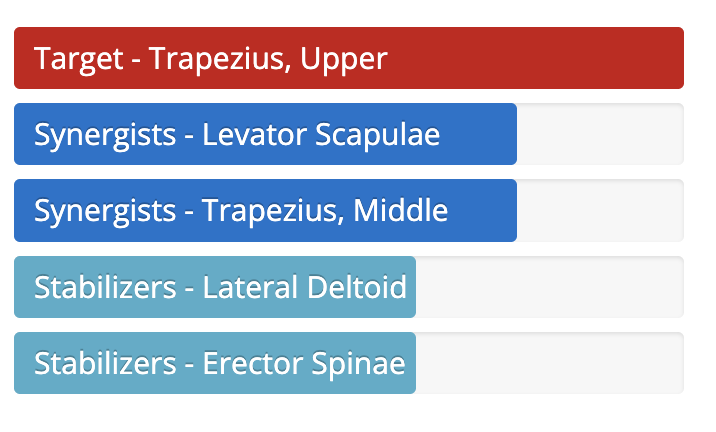 Target - Trapezius, Upper
Synergists - Levator Scapulae
Synergists - Trapezius, Middle
Stabilizers - Lateral Deltoid
Stabilizers - Erector Spinae